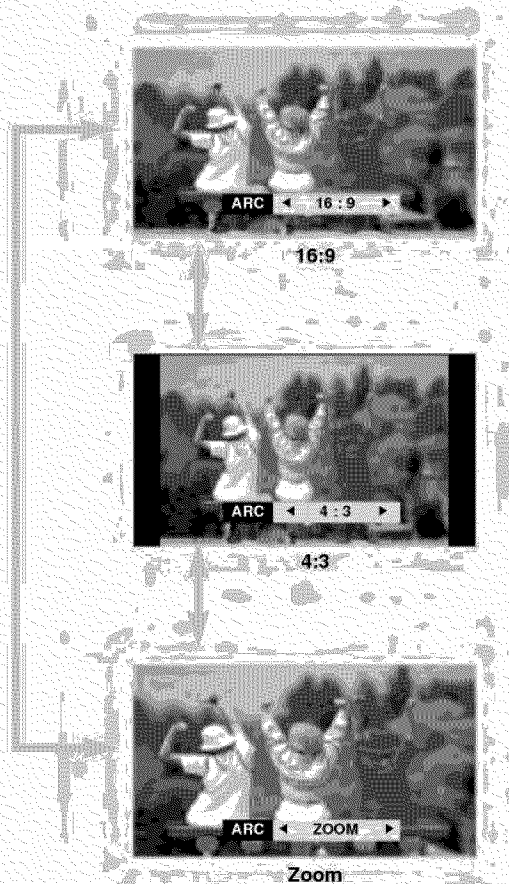 ARC ◄ 16 : 9 ►
16:9
ARC ◄ 4 : 3 ►
4:3
ARC ◄ ZOOM ►
Zoom